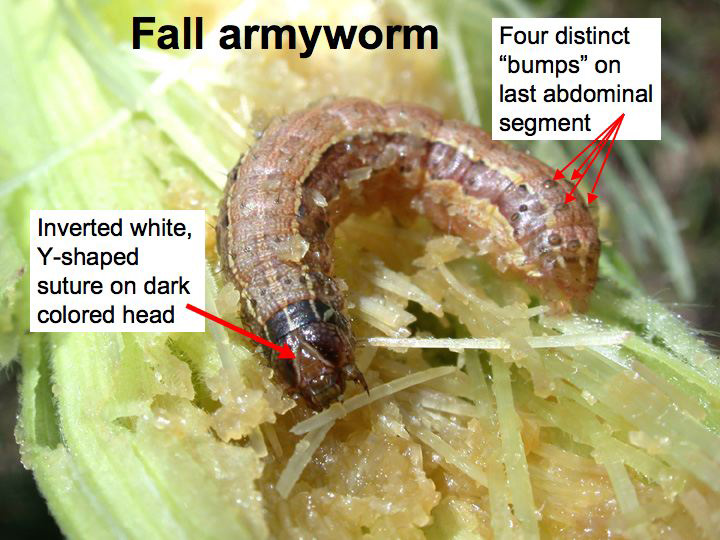 Fall armyworm
Four distinct
“bumps” on
last abdominal
segment
Inverted white,
Y-shaped
suture on dark
colored head